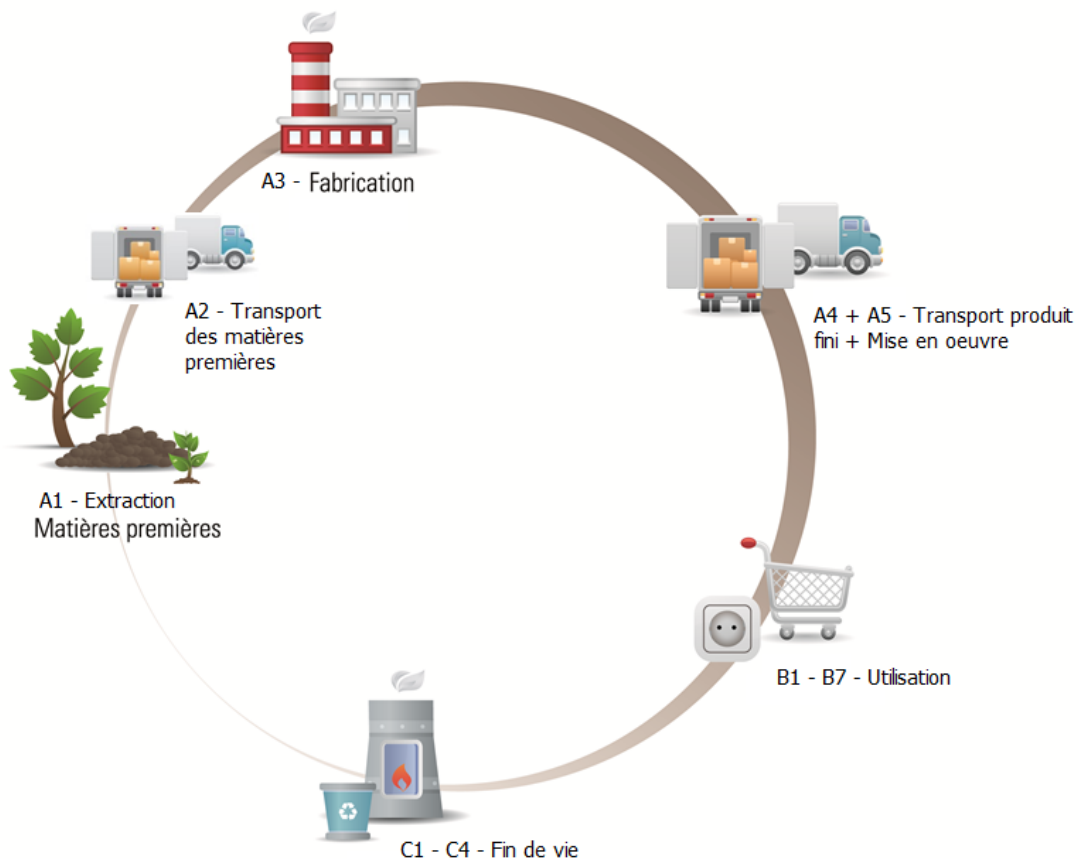 A3 - Fabrication
A2 - Transport
des matières
premières
A4 + A5 - Transport produit
fini + Mise en oeuvre
A1 - Extraction
Matières premières
B1 - B7 - Utilisation
C1 - C4 - Fin de vie